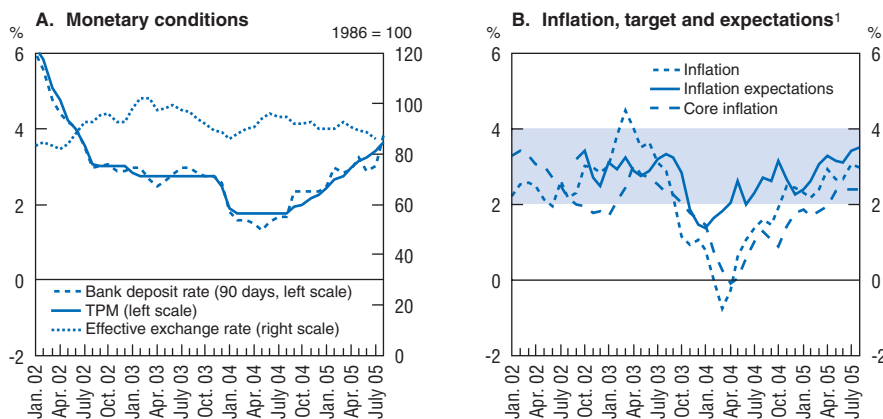 A. Monetary conditions
% 1986 = 100
6 120
4 100
80
2 60
40
0 20
-2 0
Bank deposit rate (90 days, left scale)
TPM (left scale)
Effective exchange rate (right scale)
Jan. 02 Apr. 02 July 02 Oct. 02 Jan. 03 Apr. 03 July 03 Oct. 03 Jan. 04 Apr. 04 July 04 Oct. 04 Jan. 05 Apr. 05 July 05
B. Inflation, target and expectations¹
% %
6 6
Inflation
Inflation expectations
Core inflation
4 4
2 2
0 0
-2 -2
Jan. 02 Apr. 02 July 02 Oct. 02 Jan. 03 Apr. 03 July 03 Oct. 03 Jan. 04 Apr. 04 July 04 Oct. 04 Jan. 05 Apr. 05 July 05